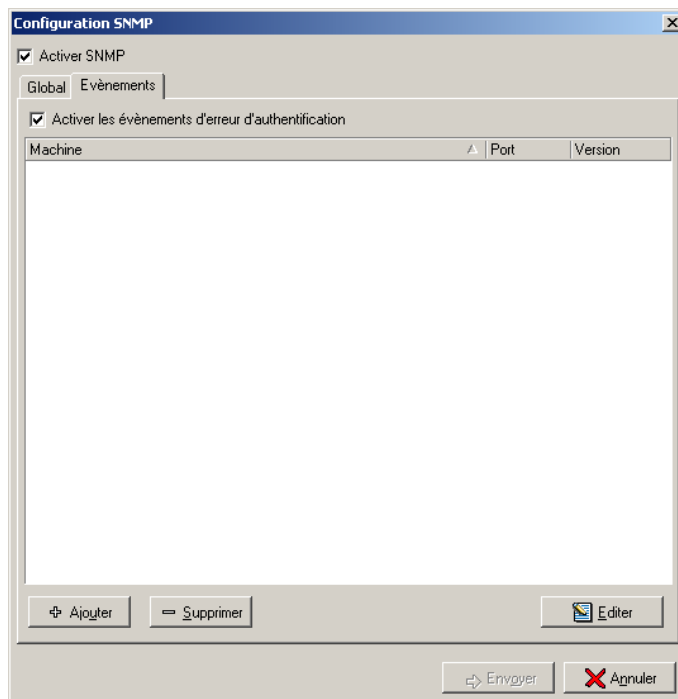 Configuration SNMP
Activer SNMP
Global Evènements
Activer les évènements d'erreur d'authentification
Machine Port Version
Ajouter Supprimer Editer
Envoyer Annuler